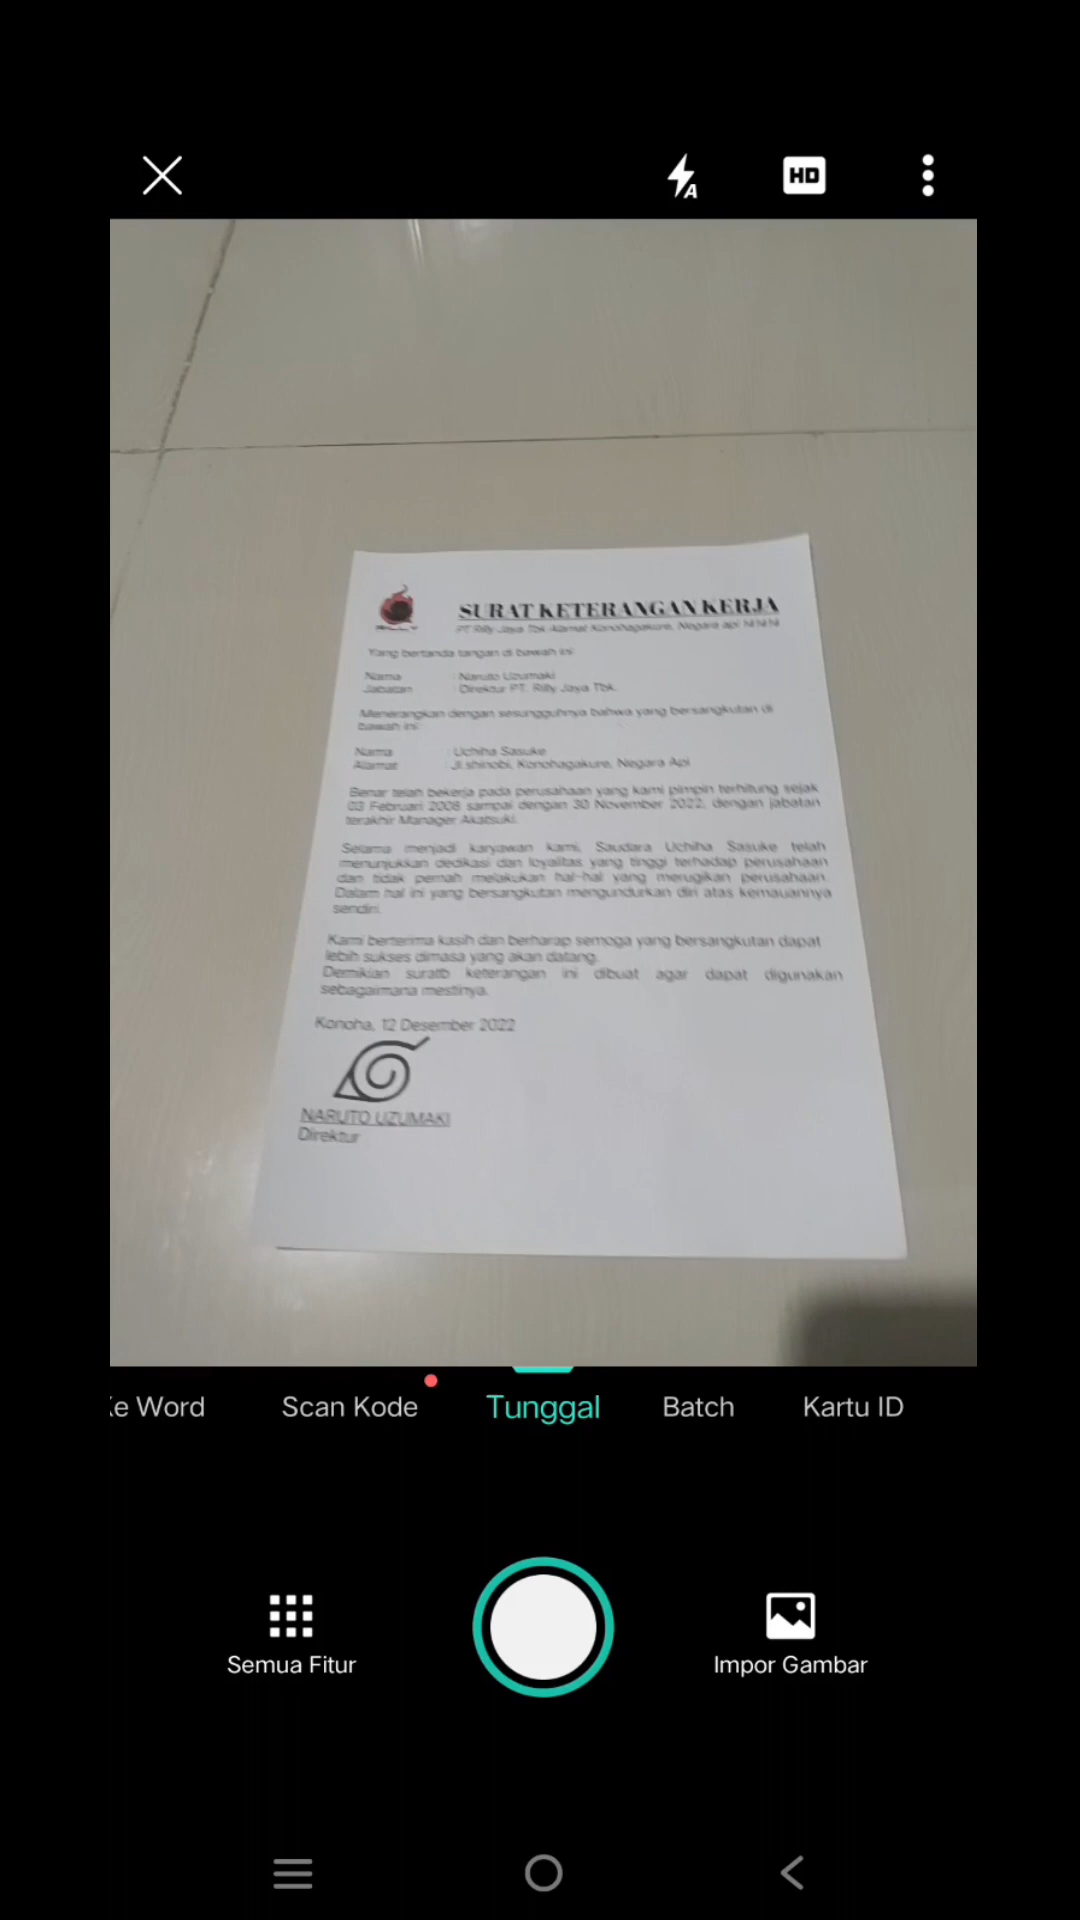 HD
SURAT KETERANGAN KERJA
PT Rilly Jaya Tbk Alamat Konohagakure, Negara api 141414
Yang bertanda tangan di bawah ini
Nama : Naruto Uzumaki
Jabatan : Direktur PT. Rilly Jaya Tbk.
Menerangkan dengan sesungguhnya bahwa yang bersangkutan di
bawah ini:
Nama : Uchiha Sasuke
Alamat : Jl shinobi, Konohagakure, Negara Api
Benar telah bekerja pada perusahaan yang kami pimpin terhitung sejak
03 Februari 2008 sampai dengan 30 November 2022, dengan jabatan
terakhir Manager Akatsuki.
Selama menjadi karyawan kami, Saudara Uchiha Sasuke telah
menunjukkan dedikasi dan loyalitas yang tinggi terhadap perusahaan
dan tidak pernah melakukan hal-hal yang merugikan perusahaan.
Dalam hal ini yang bersangkutan mengundurkan diri atas kemauannya
sendiri.
Kami berterima kasih dan berharap semoga yang bersangkutan dapat
lebih sukses dimasa yang akan datang.
Demikian suratb keterangan ini dibuat agar dapat digunakan
sebagaimana mestinya.
Konoha, 12 Desember 2022
NARUTO UZUMAKI
Direktur
Ke Word Scan Kode Tunggal Batch Kartu ID
Semua Fitur Impor Gambar